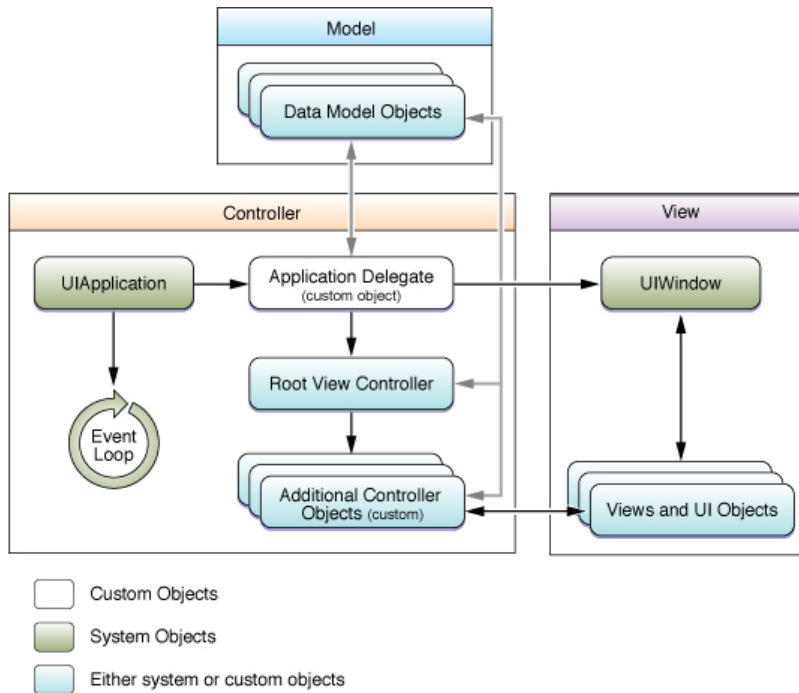 Model
Data Model Objects
Controller
View
UIApplication
Application Delegate
(custom object)
UIWindow
Root View Controller
Event
Loop
Additional Controller
Objects (custom)
Views and UI Objects
Custom Objects
System Objects
Either system or custom objects